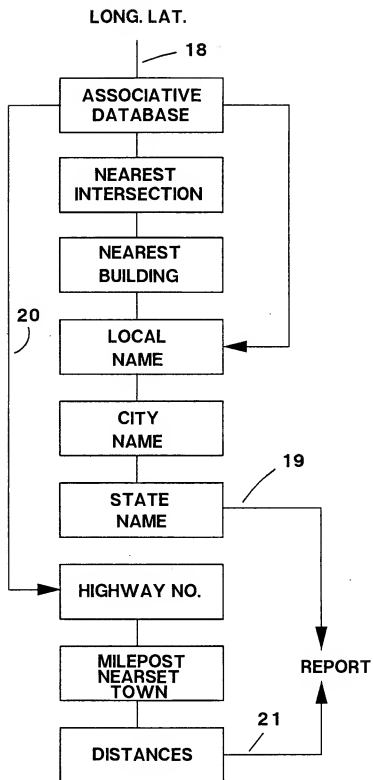 LONG. LAT.
18
ASSOCIATIVE
DATABASE
NEAREST
INTERSECTION
NEAREST
BUILDING
20
LOCAL
NAME
CITY
NAME
19
STATE
NAME
HIGHWAY NO.
MILEPOST
NEARSET
TOWN
REPORT
21
DISTANCES